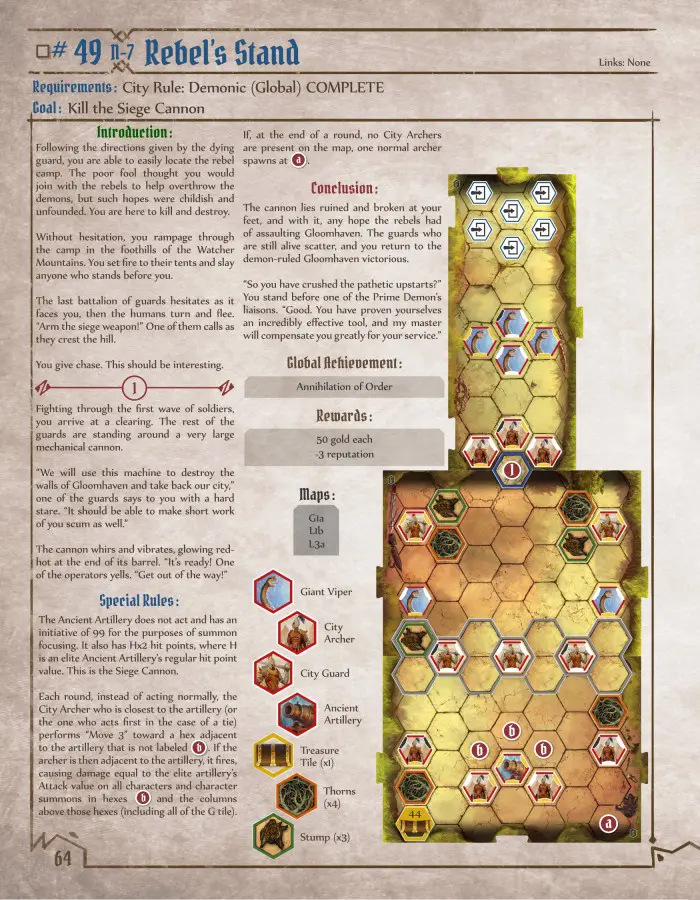 # 49 N-7 Rebel's Stand
Links: None
Requirements: City Rule: Demonic (Global) COMPLETE
Goal: Kill the Siege Cannon
Introduction:
Following the directions given by the dying
guard, you are able to easily locate the rebel
camp. The poor fool thought you would
join with the rebels to help overthrow the
demons, but such hopes were childish and
unfounded. You are here to kill and destroy.
Without hesitation, you rampage through
the camp in the foothills of the Watcher
Mountains. You set fire to their tents and slay
anyone who stands before you.
The last battalion of guards hesitates as it
faces you, then the humans turn and flee.
"Arm the siege weapon!" One of them calls as
they crest the hill.
You give chase. This should be interesting.
1
Fighting through the first wave of soldiers,
you arrive at a clearing. The rest of the
guards are standing around a very large
mechanical cannon.
"We will use this machine to destroy the
walls of Gloomhaven and take back our city,"
one of the guards says to you with a hard
stare. "It should be able to make short work
of you scum as well."
The cannon whirs and vibrates, glowing red-
hot at the end of its barrel. "It's ready! One
of the operators yells. "Get out of the way!"
Special Rules:
The Ancient Artillery does not act and has an
initiative of 99 for the purposes of summon
focusing. It also has Hx2 hit points, where H
is an elite Ancient Artillery's regular hit point
value. This is the Siege Cannon.
Each round, instead of acting normally, the
City Archer who is closest to the artillery (or
the one who acts first in the case of a tie)
performs "Move 3" toward a hex adjacent
to the artillery that is not labeled b. If the
archer is then adjacent to the artillery, it fires,
causing damage equal to the elite artillery's
Attack value on all characters and character
summons in hexes b and the columns
above those hexes (including all of the G tile).
64
If, at the end of a round, no City Archers
are present on the map, one normal archer
spawns at a.
Conclusion:
The cannon lies ruined and broken at your
feet, and with it, any hope the rebels had
of assaulting Gloomhaven. The guards who
are still alive scatter, and you return to the
demon-ruled Gloomhaven victorious.
"So you have crushed the pathetic upstarts?"
You stand before one of the Prime Demon's
liaisons. "Good. You have proven yourselves
an incredibly effective tool, and my master
will compensate you greatly for your service."
Global Achievement:
Annihilation of Order
Rewards:
50 gold each
-3 reputation
Maps:
G1a
L1b
L3a
Giant Viper
City
Archer
City Guard
Ancient
Artillery
Treasure
Tile (x1)
Thorns
(x4)
Stump (x3)
1
b
b
b
44
a